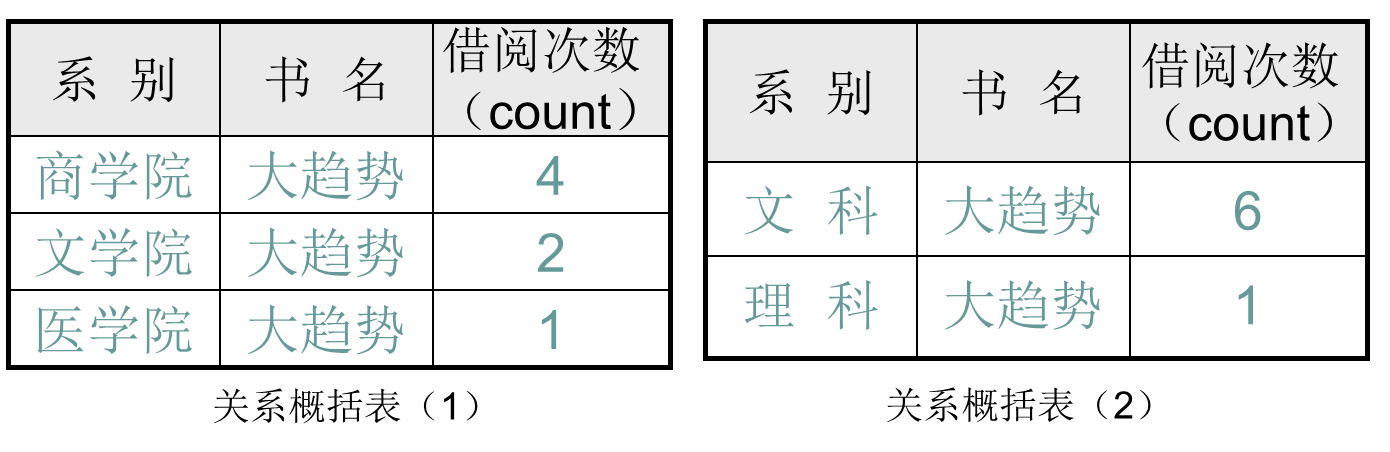 系 别 书 名 借阅次数
（count）
商学院 大趋势 4
文学院 大趋势 2
医学院 大趋势 1
关系概括表（1）
系 别 书 名 借阅次数
（count）
文 科 大趋势 6
理 科 大趋势 1
关系概括表（2）